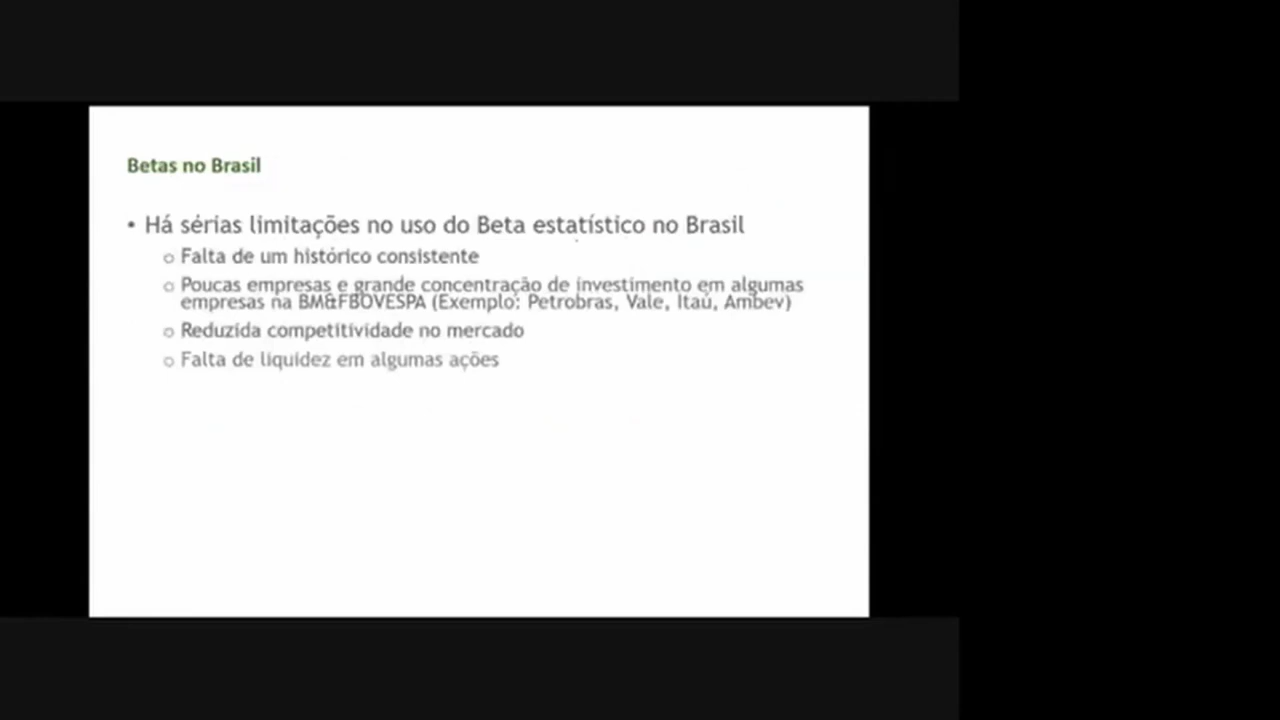 Betas no Brasil
• Há sérias limitações no uso do Beta estatístico no Brasil
o Falta de um histórico consistente
o Poucas empresas e grande concentração de investimento em algumas
empresas na BM&FBOVESPA (Exemplo: Petrobras, Vale, Itaú, Ambev)
o Reduzida competitividade no mercado
o Falta de liquidez em algumas ações